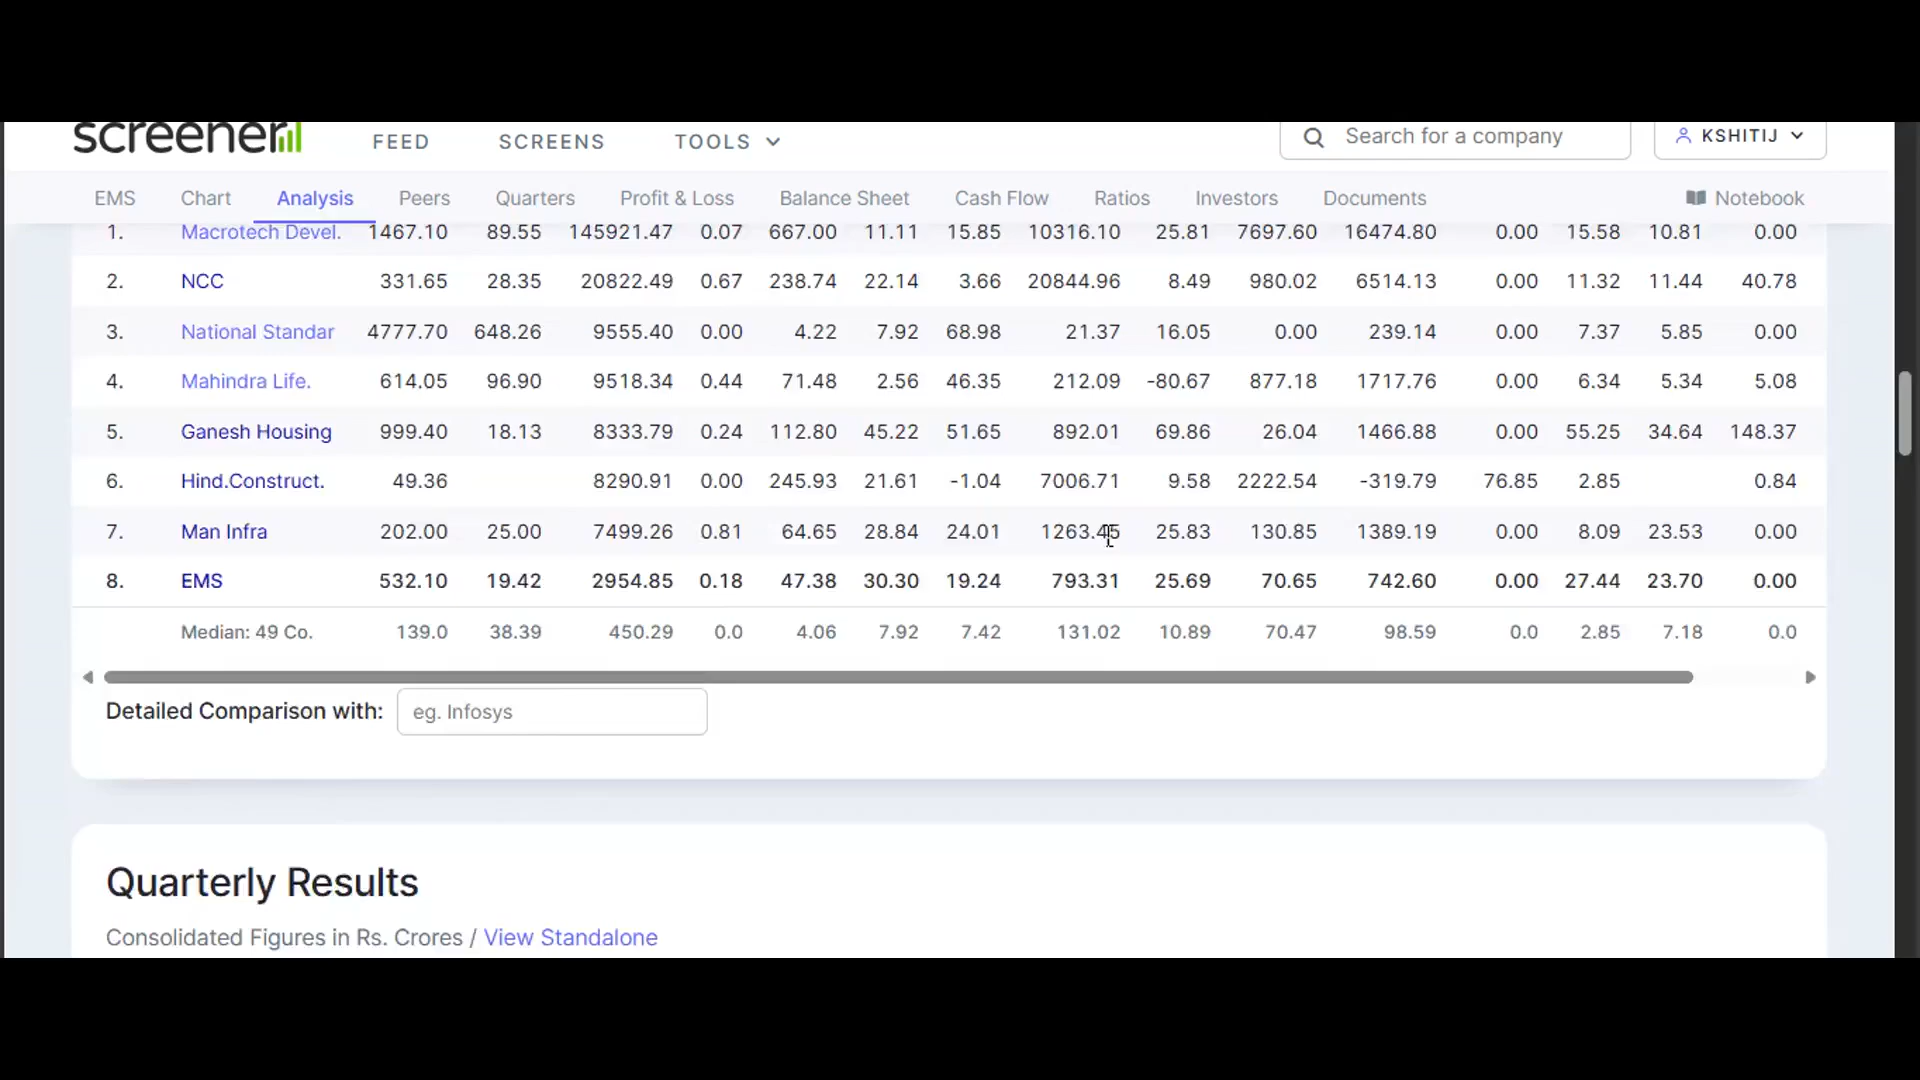 screener FEED SCREENS TOOLS Search for a company KSHITIJ
EMS Chart Analysis Peers Quarters Profit & Loss Balance Sheet Cash Flow Ratios Investors Documents Notebook
1. Macrotech Devel. 1467.10 89.55 145921.47 0.07 667.00 11.11 15.85 10316.10 25.81 7697.60 16474.80 0.00 15.58 10.81 0.00
2. NCC 331.65 28.35 20822.49 0.67 238.74 22.14 3.66 20844.96 8.49 980.02 6514.13 0.00 11.32 11.44 40.78
3. National Standar 4777.70 648.26 9555.40 0.00 4.22 7.92 68.98 21.37 16.05 0.00 239.14 0.00 7.37 5.85 0.00
4. Mahindra Life. 614.05 96.90 9518.34 0.44 71.48 2.56 46.35 212.09 -80.67 877.18 1717.76 0.00 6.34 5.34 5.08
5. Ganesh Housing 999.40 18.13 8333.79 0.24 112.80 45.22 51.65 892.01 69.86 26.04 1466.88 0.00 55.25 34.64 148.37
6. Hind.Construct. 49.36 8290.91 0.00 245.93 21.61 -1.04 7006.71 9.58 2222.54 -319.79 76.85 2.85 0.84
7. Man Infra 202.00 25.00 7499.26 0.81 64.65 28.84 24.01 1263.45 25.83 130.85 1389.19 0.00 8.09 23.53 0.00
8. EMS 532.10 19.42 2954.85 0.18 47.38 30.30 19.24 793.31 25.69 70.65 742.60 0.00 27.44 23.70 0.00
Median: 49 Co. 139.0 38.39 450.29 0.0 4.06 7.92 7.42 131.02 10.89 70.47 98.59 0.0 2.85 7.18 0.0
Detailed Comparison with: eg. Infosys
Quarterly Results
Consolidated Figures in Rs. Crores / View Standalone